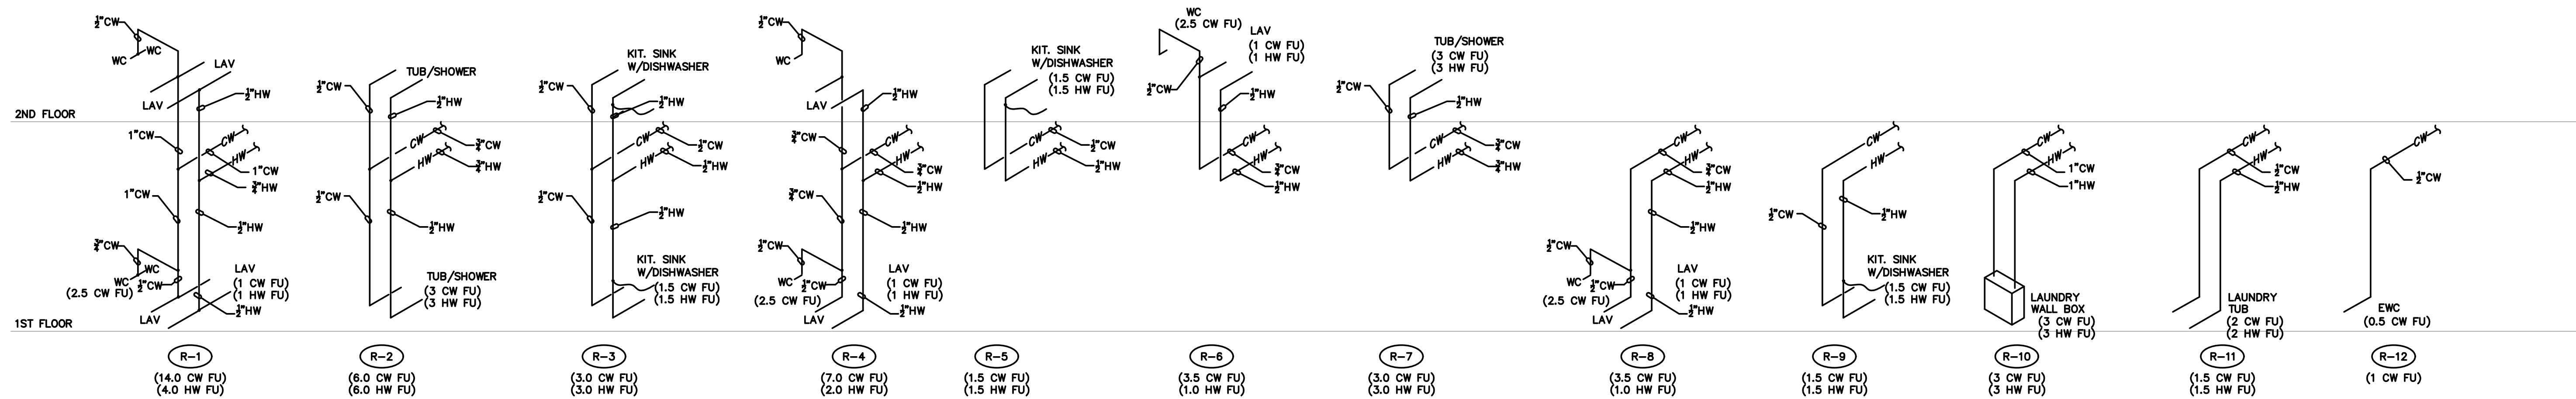 ½"CW
WC
WC
LAV
LAV
½"HW
2ND FLOOR
1"CW
CW
HW
1"CW
¾"HW
1"CW
½"HW
¾"CW
WC
WC
(2.5 CW FU)
½"CW
LAV
(1 CW FU)
(1 HW FU)
½"HW
LAV
1ST FLOOR
R-1
(14.0 CW FU)
(4.0 HW FU)
TUB/SHOWER
½"CW
½"HW
CW
HW
¾"CW
¾"HW
½"CW
½"HW
TUB/SHOWER
(3 CW FU)
(3 HW FU)
R-2
(6.0 CW FU)
(6.0 HW FU)
KIT. SINK
W/DISHWASHER
½"CW
½"HW
CW
HW
½"CW
½"HW
½"CW
½"HW
KIT. SINK
W/DISHWASHER
(1.5 CW FU)
(1.5 HW FU)
R-3
(3.0 CW FU)
(3.0 HW FU)
½"CW
WC
LAV
½"HW
¾"CW
CW
HW
¾"CW
½"HW
¾"CW
½"HW
½"CW
WC
½"CW
(2.5 CW FU)
LAV
(1 CW FU)
(1 HW FU)
½"HW
LAV
R-4
(7.0 CW FU)
(2.0 HW FU)
KIT. SINK
W/DISHWASHER
(1.5 CW FU)
(1.5 HW FU)
CW
HW
½"CW
½"HW
R-5
(1.5 CW FU)
(1.5 HW FU)
WC
(2.5 CW FU)
LAV
(1 CW FU)
(1 HW FU)
½"CW
½"HW
CW
HW
¾"CW
½"HW
R-6
(3.5 CW FU)
(1.0 HW FU)
TUB/SHOWER
(3 CW FU)
(3 HW FU)
½"CW
½"HW
CW
HW
¾"CW
¾"HW
R-7
(3.0 CW FU)
(3.0 HW FU)
CW
HW
¾"CW
½"HW
½"HW
½"CW
WC
½"CW
(2.5 CW FU)
LAV
(1 CW FU)
(1 HW FU)
½"HW
LAV
R-8
(3.5 CW FU)
(1.0 HW FU)
CW
HW
½"CW
½"HW
KIT. SINK
W/DISHWASHER
(1.5 CW FU)
(1.5 HW FU)
R-9
(1.5 CW FU)
(1.5 HW FU)
CW
HW
1"CW
1"HW
LAUNDRY
WALL BOX
(3 CW FU)
(3 HW FU)
R-10
(3 CW FU)
(3 HW FU)
CW
HW
½"CW
½"HW
LAUNDRY
TUB
(2 CW FU)
(2 HW FU)
R-11
(1.5 CW FU)
(1.5 HW FU)
CW
½"CW
EWC
(0.5 CW FU)
R-12
(1 CW FU)